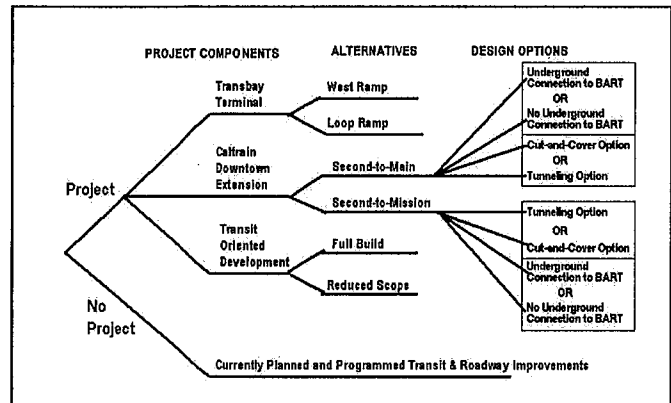 PROJECT COMPONENTS
ALTERNATIVES
DESIGN OPTIONS
Project
No
Project
Transbay
Terminal
Caltrain
Downtown
Extension
Transit
Oriented
Development
West Ramp
Loop Ramp
Second-to-Main
Second-to-Mission
Full Build
Reduced Scope
Underground
Connection to BART
OR
No Underground
Connection to BART
Cut-and-Cover Option
OR
Tunneling Option
Tunneling Option
OR
Cut-and-Cover Option
Underground
Connection to BART
OR
No Underground
Connection to BART
Currently Planned and Programmed Transit & Roadway Improvements